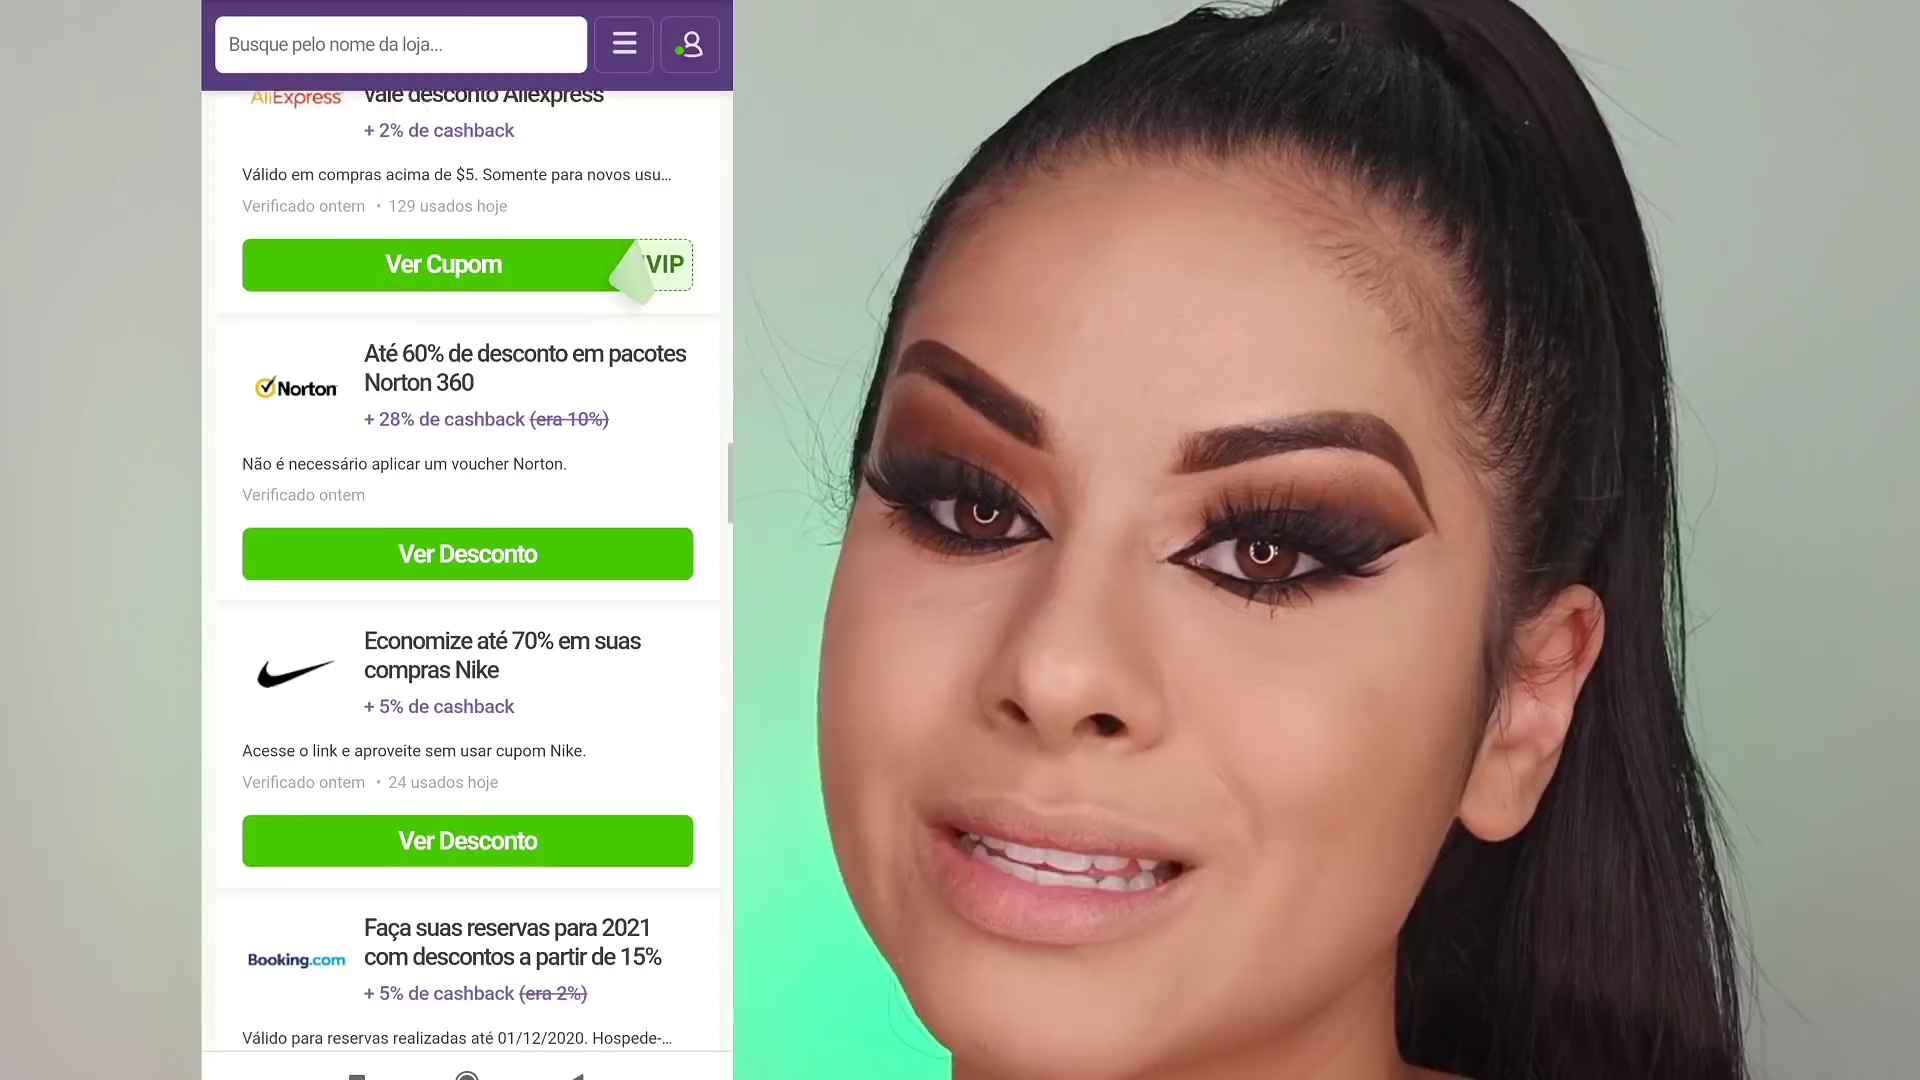 Busque pelo nome da loja...
AliExpress
vale desconto Aliexpress
+ 2% de cashback
Válido em compras acima de $5. Somente para novos usu...
Verificado ontem • 129 usados hoje
Ver Cupom
VIP
Até 60% de desconto em pacotes
Norton 360
Norton
+ 28% de cashback (era 10%)
Não é necessário aplicar um voucher Norton.
Verificado ontem
Ver Desconto
Economize até 70% em suas
compras Nike
+ 5% de cashback
Acesse o link e aproveite sem usar cupom Nike.
Verificado ontem • 24 usados hoje
Ver Desconto
Faça suas reservas para 2021
com descontos a partir de 15%
Booking.com
+ 5% de cashback (era 2%)
Válido para reservas realizadas até 01/12/2020. Hospede-...